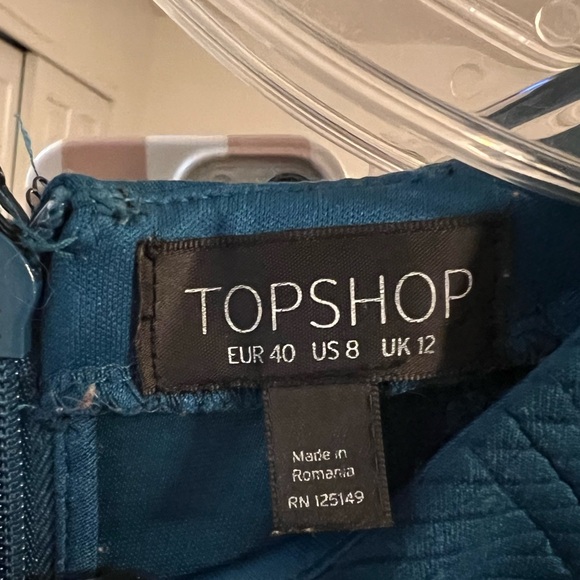 TOPSHOP
EUR 40 US 8 UK 12
Made in
Romania
RN 125149